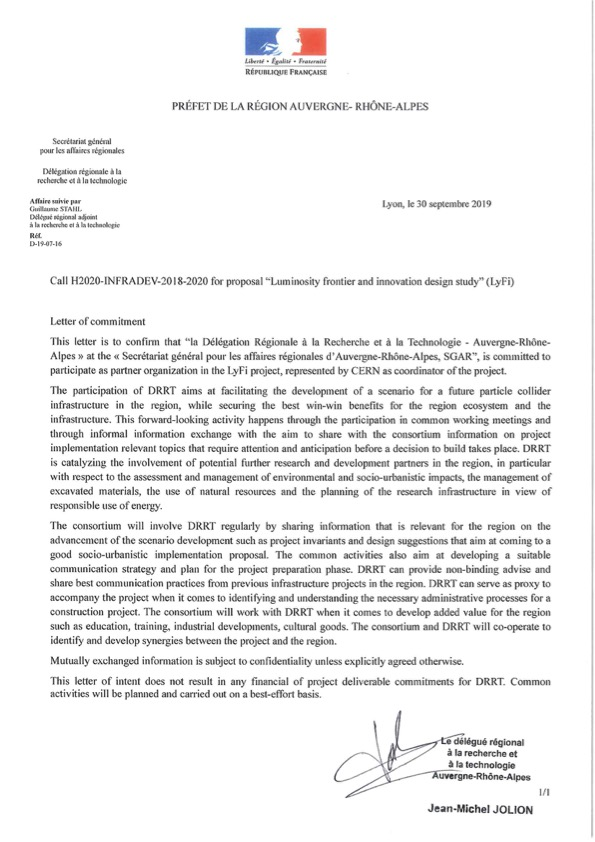 Liberté • Égalité • Fraternité
RÉPUBLIQUE FRANÇAISE
PRÉFET DE LA RÉGION AUVERGNE- RHÔNE-ALPES
Secrétariat général
pour les affaires régionales
Délégation régionale à la
recherche et à la technologie
Affaire suivie par
Guillaume STAHL
Délégué régional adjoint
à la recherche et à la technologie
Réf.
D-19-07-16
Lyon, le 30 septembre 2019
Call H2020-INFRADEV-2018-2020 for proposal “Luminosity frontier and innovation design study” (LyFi)
Letter of commitment
This letter is to confirm that “la Délégation Régionale à la Recherche et à la Technologie - Auvergne-Rhône-
Alpes » at the « Secrétariat général pour les affaires régionales d’Auvergne-Rhône-Alpes, SGAR”, is committed to
participate as partner organization in the LyFi project, represented by CERN as coordinator of the project.
The participation of DRRT aims at facilitating the development of a scenario for a future particle collider
infrastructure in the region, while securing the best win-win benefits for the region ecosystem and the
infrastructure. This forward-looking activity happens through the participation in common working meetings and
through informal information exchange with the aim to share with the consortium information on project
implementation relevant topics that require attention and anticipation before a decision to build takes place. DRRT
is catalyzing the involvement of potential further research and development partners in the region, in particular
with respect to the assessment and management of environmental and socio-urbanistic impacts, the management of
excavated materials, the use of natural resources and the planning of the research infrastructure in view of
responsible use of energy.
The consortium will involve DRRT regularly by sharing information that is relevant for the region on the
advancement of the scenario development such as project invariants and design suggestions that aim at coming to a
good socio-urbanistic implementation proposal. The common activities also aim at developing a suitable
communication strategy and plan for the project preparation phase. DRRT can provide non-binding advise and
share best communication practices from previous infrastructure projects in the region. DRRT can serve as proxy to
accompany the project when it comes to identifying and understanding the necessary administrative processes for a
construction project. The consortium will work with DRRT when it comes to develop added value for the region
such as education, training, industrial developments, cultural goods. The consortium and DRRT will co-operate to
identify and develop synergies between the project and the region.
Mutually exchanged information is subject to confidentiality unless explicitly agreed otherwise.
This letter of intent does not result in any financial of project deliverable commitments for DRRT. Common
activities will be planned and carried out on a best-effort basis.
Le délégué régional
à la recherche et
à la technologie
Auvergne-Rhône-Alpes
1/1
Jean-Michel JOLION